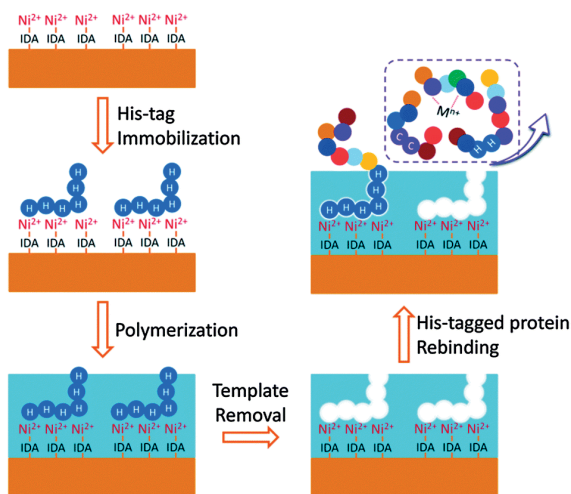 Ni²⁺ Ni²⁺ Ni²⁺ Ni²⁺ Ni²⁺ Ni²⁺
IDA IDA IDA IDA IDA IDA
His-tag
Immobilization
H H
H H
H H H H H H H H
Ni²⁺ Ni²⁺ Ni²⁺ Ni²⁺ Ni²⁺ Ni²⁺
IDA IDA IDA IDA IDA IDA
Polymerization
H H
H H
H H H H H H H H
Ni²⁺ Ni²⁺ Ni²⁺ Ni²⁺ Ni²⁺ Ni²⁺
IDA IDA IDA IDA IDA IDA
Template
Removal
Ni²⁺ Ni²⁺ Ni²⁺ Ni²⁺ Ni²⁺ Ni²⁺
IDA IDA IDA IDA IDA IDA
His-tagged protein
Rebinding
Mⁿ⁺
C
C
H
H
H
H
H H H H
Ni²⁺ Ni²⁺ Ni²⁺ Ni²⁺ Ni²⁺ Ni²⁺
IDA IDA IDA IDA IDA IDA